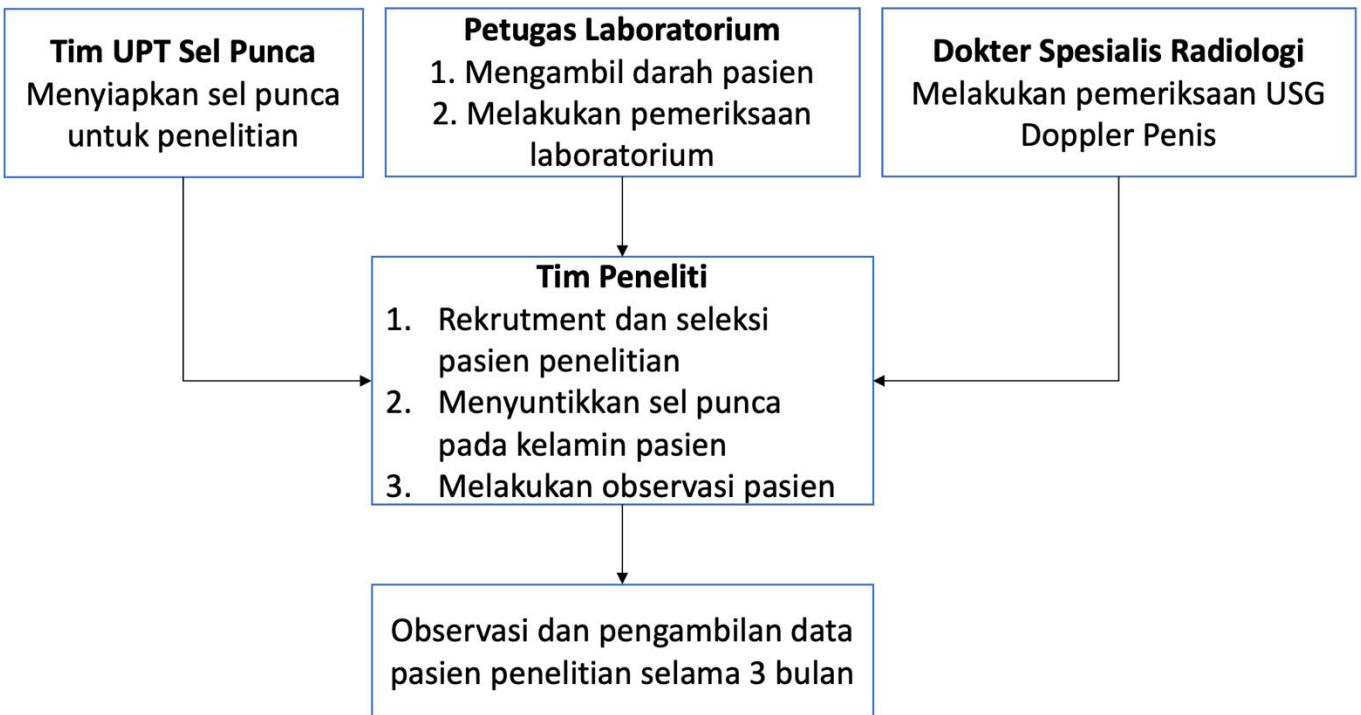 Tim UPT Sel Punca
Menyiapkan sel punca
untuk penelitian
Petugas Laboratorium
1. Mengambil darah pasien
2. Melakukan pemeriksaan
laboratorium
Dokter Spesialis Radiologi
Melakukan pemeriksaan USG
Doppler Penis
Tim Peneliti
1. Rekrutment dan seleksi
pasien penelitian
2. Menyuntikkan sel punca
pada kelamin pasien
3. Melakukan observasi pasien
Observasi dan pengambilan data
pasien penelitian selama 3 bulan